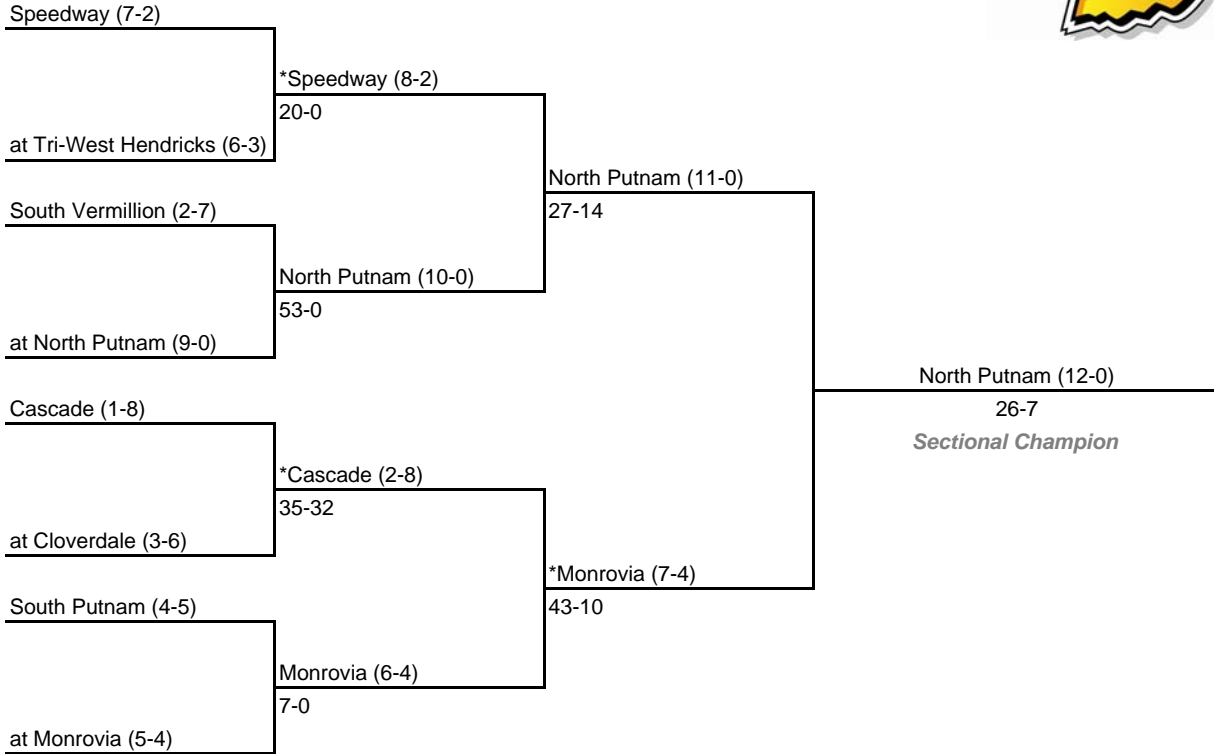 Speedway (7-2)
*Speedway (8-2)
20-0
at Tri-West Hendricks (6-3)
North Putnam (11-0)
27-14
South Vermillion (2-7)
North Putnam (10-0)
53-0
at North Putnam (9-0)
North Putnam (12-0)
26-7
Sectional Champion
Cascade (1-8)
*Cascade (2-8)
35-32
at Cloverdale (3-6)
*Monrovia (7-4)
43-10
South Putnam (4-5)
Monrovia (6-4)
7-0
at Monrovia (5-4)